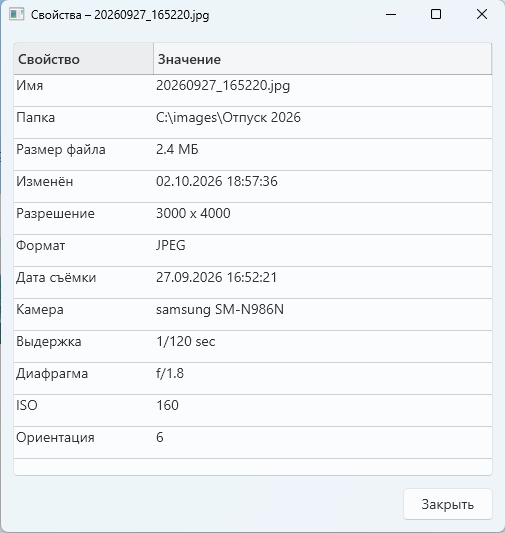 Свойства – 20260927_165220.jpg
Свойство Значение
Имя 20260927_165220.jpg
Папка C:\images\Отпуск 2026
Размер файла 2.4 МБ
Изменён 02.10.2026 18:57:36
Разрешение 3000 x 4000
Формат JPEG
Дата съёмки 27.09.2026 16:52:21
Камера samsung SM-N986N
Выдержка 1/120 sec
Диафрагма f/1.8
ISO 160
Ориентация 6
Закрыть